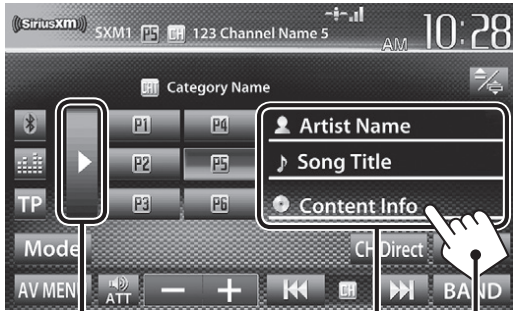 ((SiriusXM))
SXM1 P5 CH 123 Channel Name 5
AM 10:28
CAT Category Name
P1 P4 Artist Name
P2 P5 Song Title
TP P3 P6 Content Info
Mode CH Direct
AV MENU ATT − + CH BAND